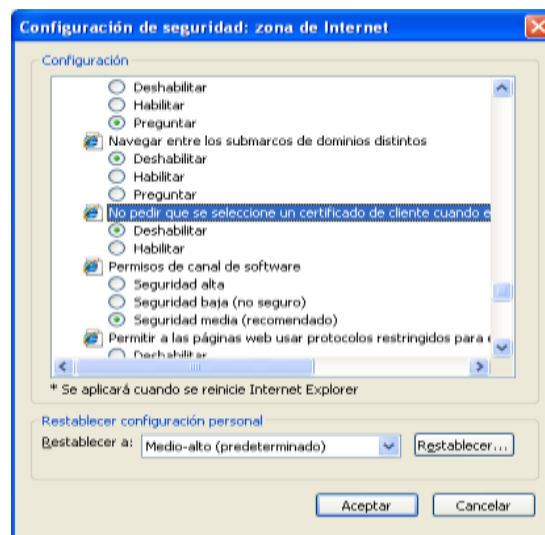 Configuración de seguridad: zona de Internet
Configuración
Deshabilitar
Habilitar
Preguntar
Navegar entre los submarcos de dominios distintos
Deshabilitar
Habilitar
Preguntar
No pedir que se seleccione un certificado de cliente cuando e
Deshabilitar
Habilitar
Permisos de canal de software
Seguridad alta
Seguridad baja (no seguro)
Seguridad media (recomendado)
Permitir a las páginas web usar protocolos restringidos para
Deshabilitar
* Se aplicará cuando se reinicie Internet Explorer
Restablecer configuración personal
Restablecer a: Medio-alto (predeterminado) Restablecer...
Aceptar Cancelar